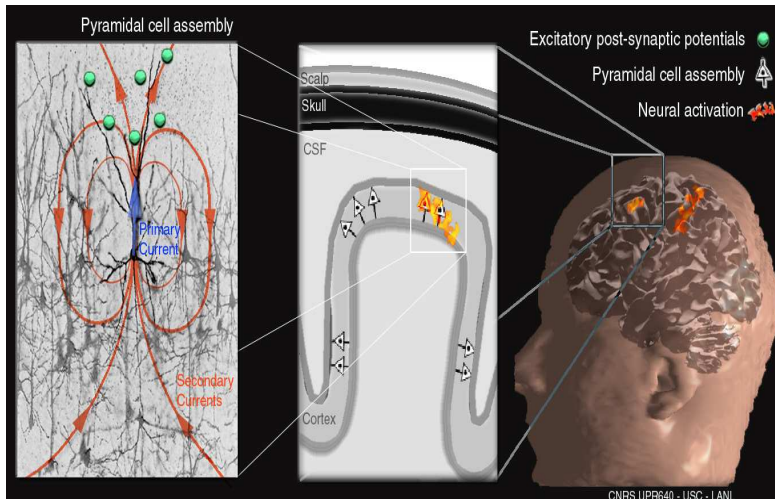 Pyramidal cell assembly
Primary
Current
Secondary
Currents
Scalp
Skull
CSF
Cortex
Excitatory post-synaptic potentials
Pyramidal cell assembly
Neural activation
CNRS UPR640 - USC - LANL